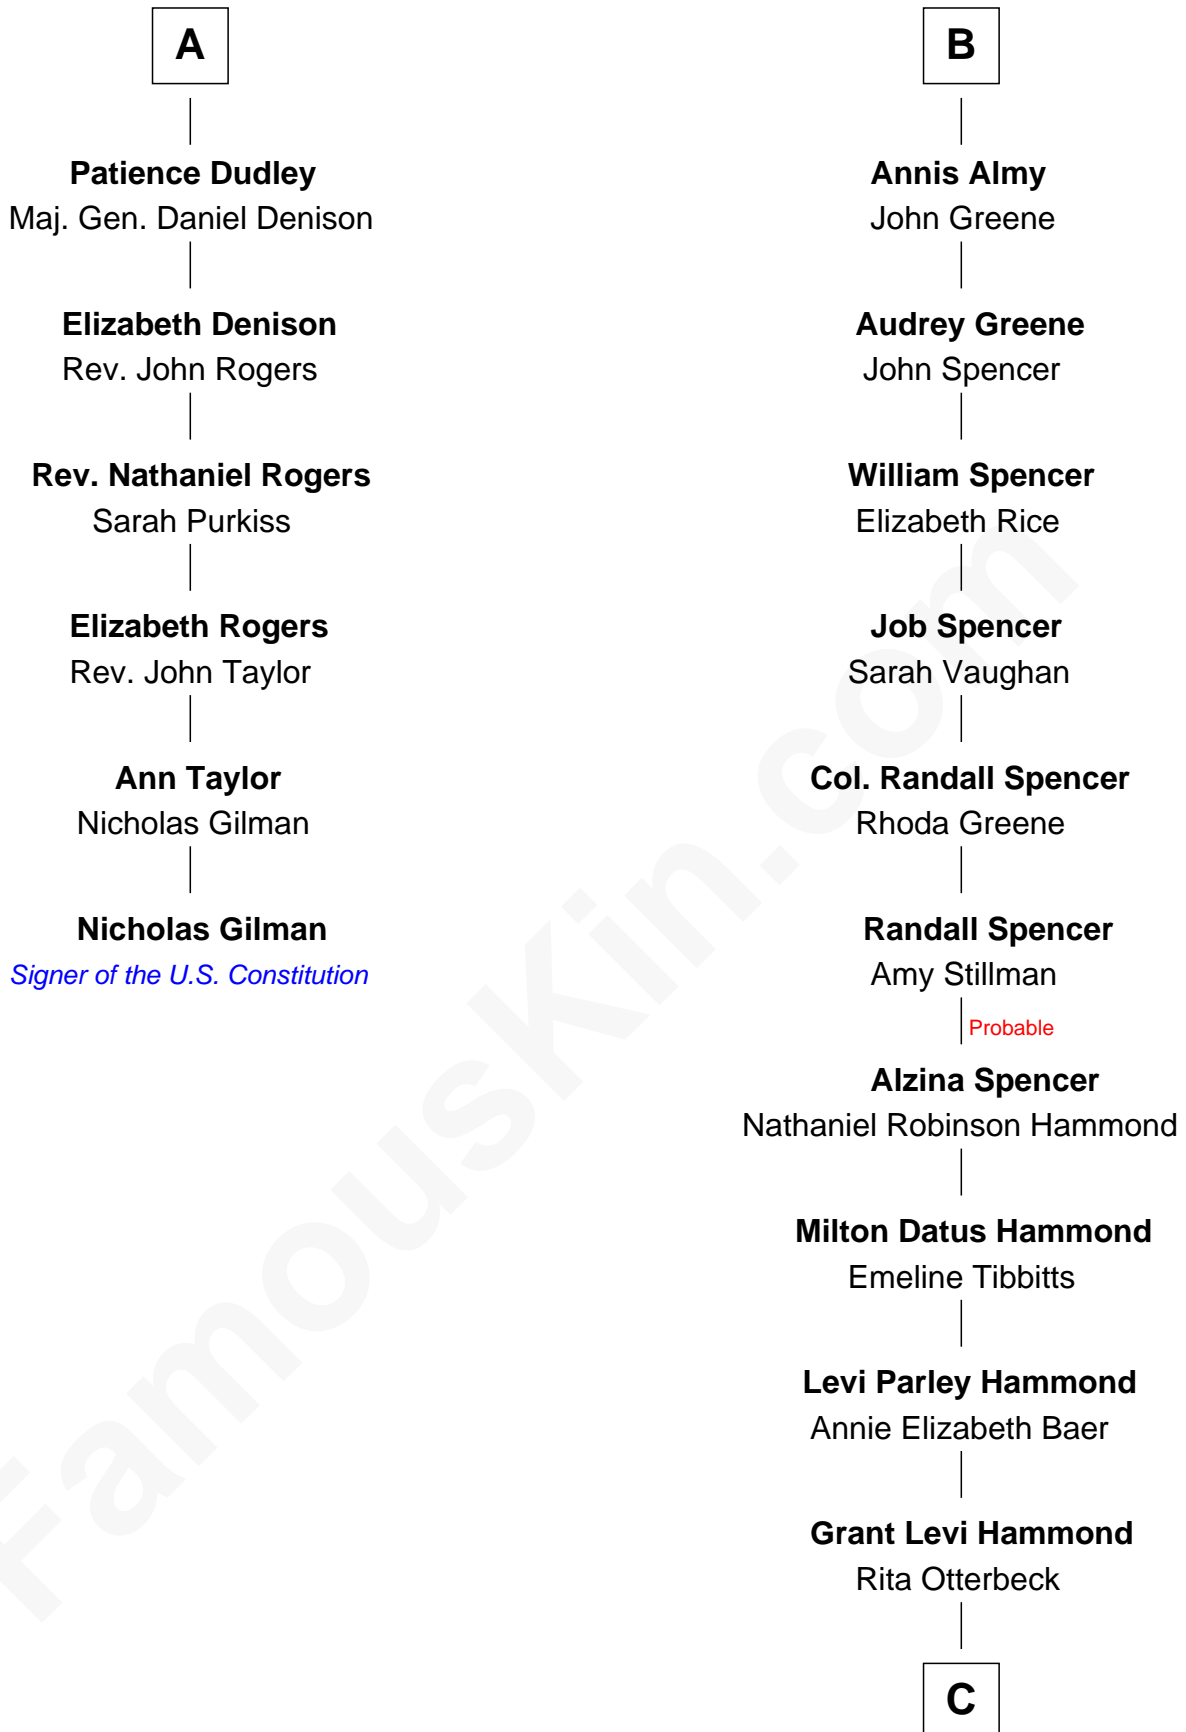 A
Patience Dudley
Maj. Gen. Daniel Denison
Elizabeth Denison
Rev. John Rogers
Rev. Nathaniel Rogers
Sarah Purkiss
Elizabeth Rogers
Rev. John Taylor
Ann Taylor
Nicholas Gilman
Nicholas Gilman
Signer of the U.S. Constitution
B
Annis Almy
John Greene
Audrey Greene
John Spencer
William Spencer
Elizabeth Rice
Job Spencer
Sarah Vaughan
Col. Randall Spencer
Rhoda Greene
Randall Spencer
Amy Stillman
Probable
Alzina Spencer
Nathaniel Robinson Hammond
Milton Datus Hammond
Emeline Tibbitts
Levi Parley Hammond
Annie Elizabeth Baer
Grant Levi Hammond
Rita Otterbeck
C
FamousKin.com